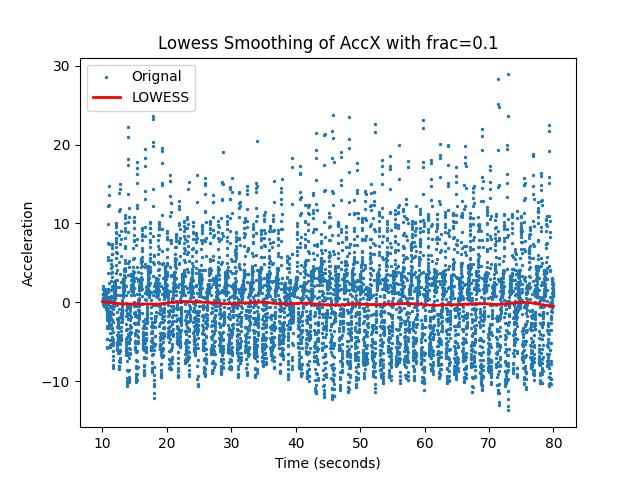 Lowess Smoothing of AccX with frac=0.1
Orignal
LOWESS
30
20
10
0
−10
Acceleration
10 20 30 40 50 60 70 80
Time (seconds)